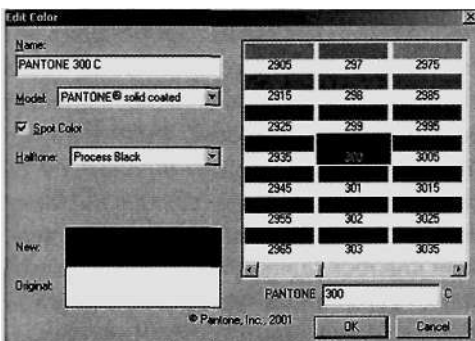 Edit Color
Name:
PANTONE 300 C
Model: PANTONE® solid coated
Spot Color
Halftone: Process Black
New:
Original:
2905 297 2975
2915 298 2985
2925 299 2995
2935 300 3005
2945 301 3015
2955 302 3025
2965 303 3035
PANTONE 300 C
© Pantone, Inc., 2001
OK Cancel